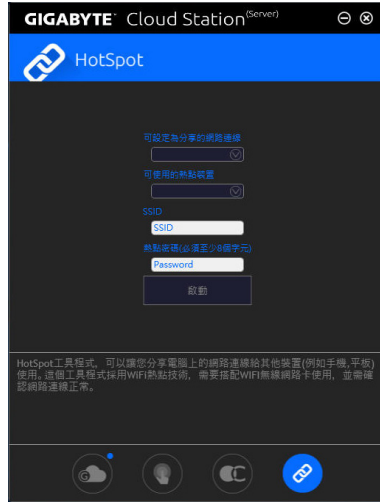 GIGABYTE™ Cloud Station(Server)
HotSpot
可設定為分享的網路連線
可使用的熱點裝置
SSID
SSID
熱點密碼(必須至少8個字元)
Password
啟動
HotSpot工具程式，可以讓您分享電腦上的網路連線給其他裝置(例如手機,平板)
使用。這個工具程式採用WIFI熱點技術，需要搭配WIFI無線網路卡使用，並需確
認網路連線正常。